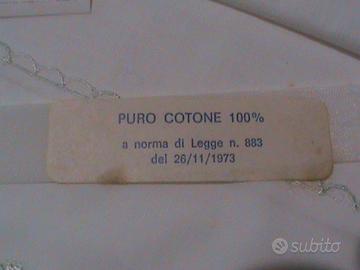 PURO COTONE 100%
a norma di Legge n. 883
del 26/11/1973
subito